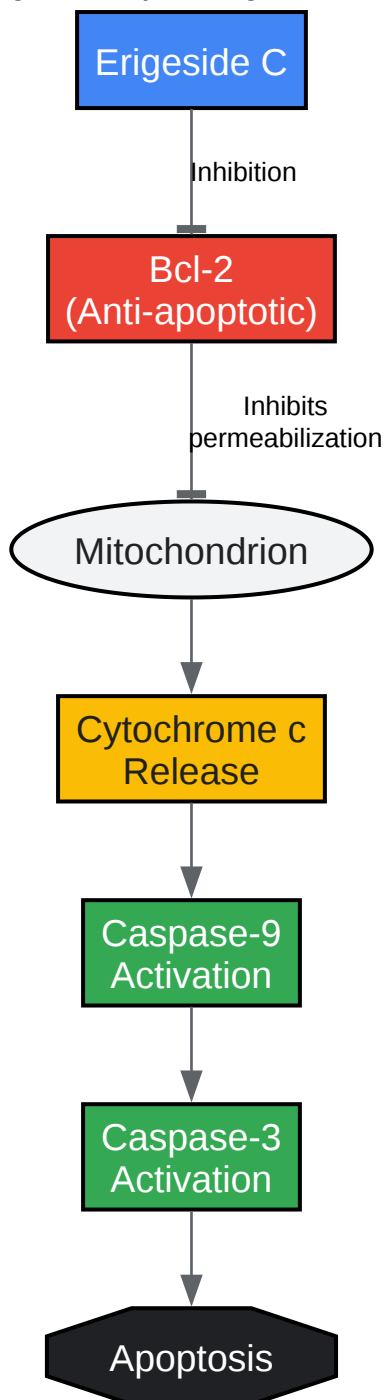 Erigeside C
Inhibition
Bcl-2
(Anti-apoptotic)
Inhibits
permeabilization
Mitochondrion
Cytochrome c
Release
Caspase-9
Activation
Caspase-3
Activation
Apoptosis